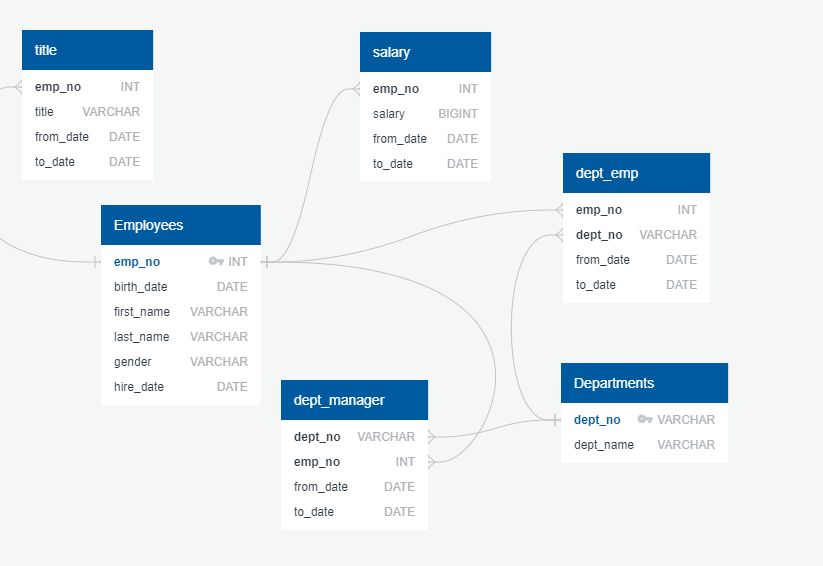 title
emp_no INT
title VARCHAR
from_date DATE
to_date DATE
salary
emp_no INT
salary BIGINT
from_date DATE
to_date DATE
dept_emp
emp_no INT
dept_no VARCHAR
from_date DATE
to_date DATE
Employees
emp_no INT
birth_date DATE
first_name VARCHAR
last_name VARCHAR
gender VARCHAR
hire_date DATE
dept_manager
dept_no VARCHAR
emp_no INT
from_date DATE
to_date DATE
Departments
dept_no VARCHAR
dept_name VARCHAR